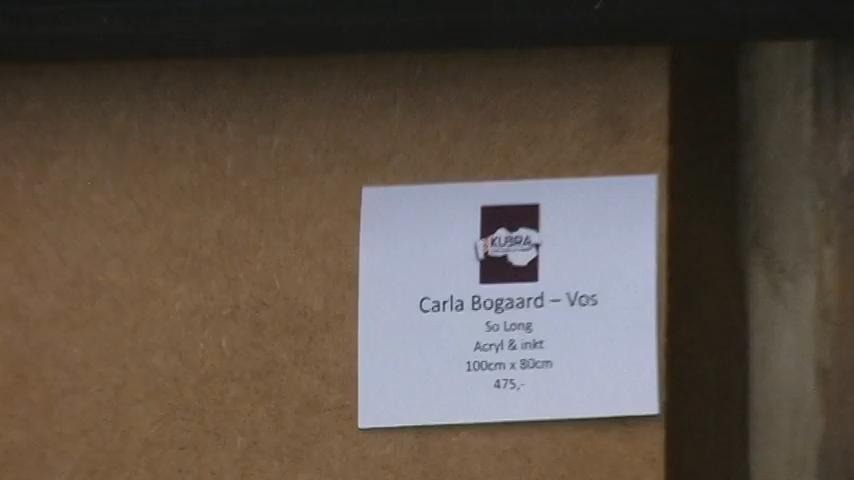 KUBRA
Carla Bogaard – Vos
So Long
Acryl & inkt
100cm x 80cm
475,-